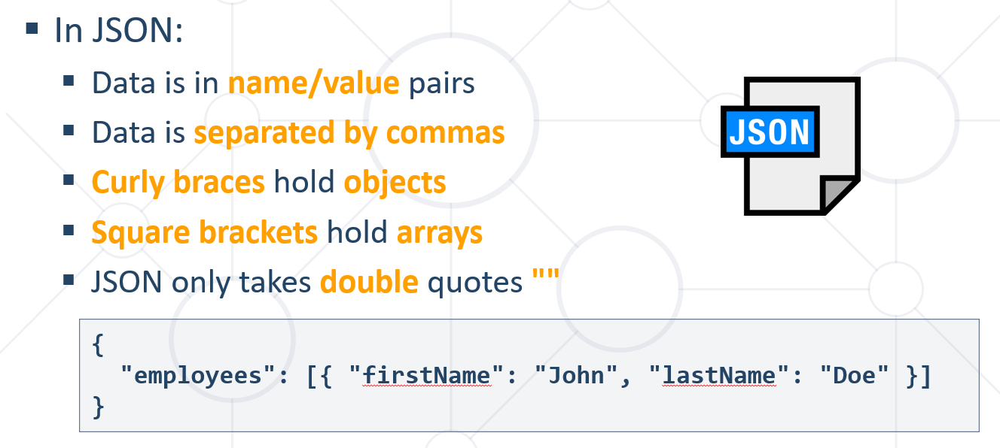 In JSON:
Data is in name/value pairs
Data is separated by commas
Curly braces hold objects
Square brackets hold arrays
JSON only takes double quotes ""
JSON
{
  "employees": [{ "firstName": "John", "lastName": "Doe" }]
}